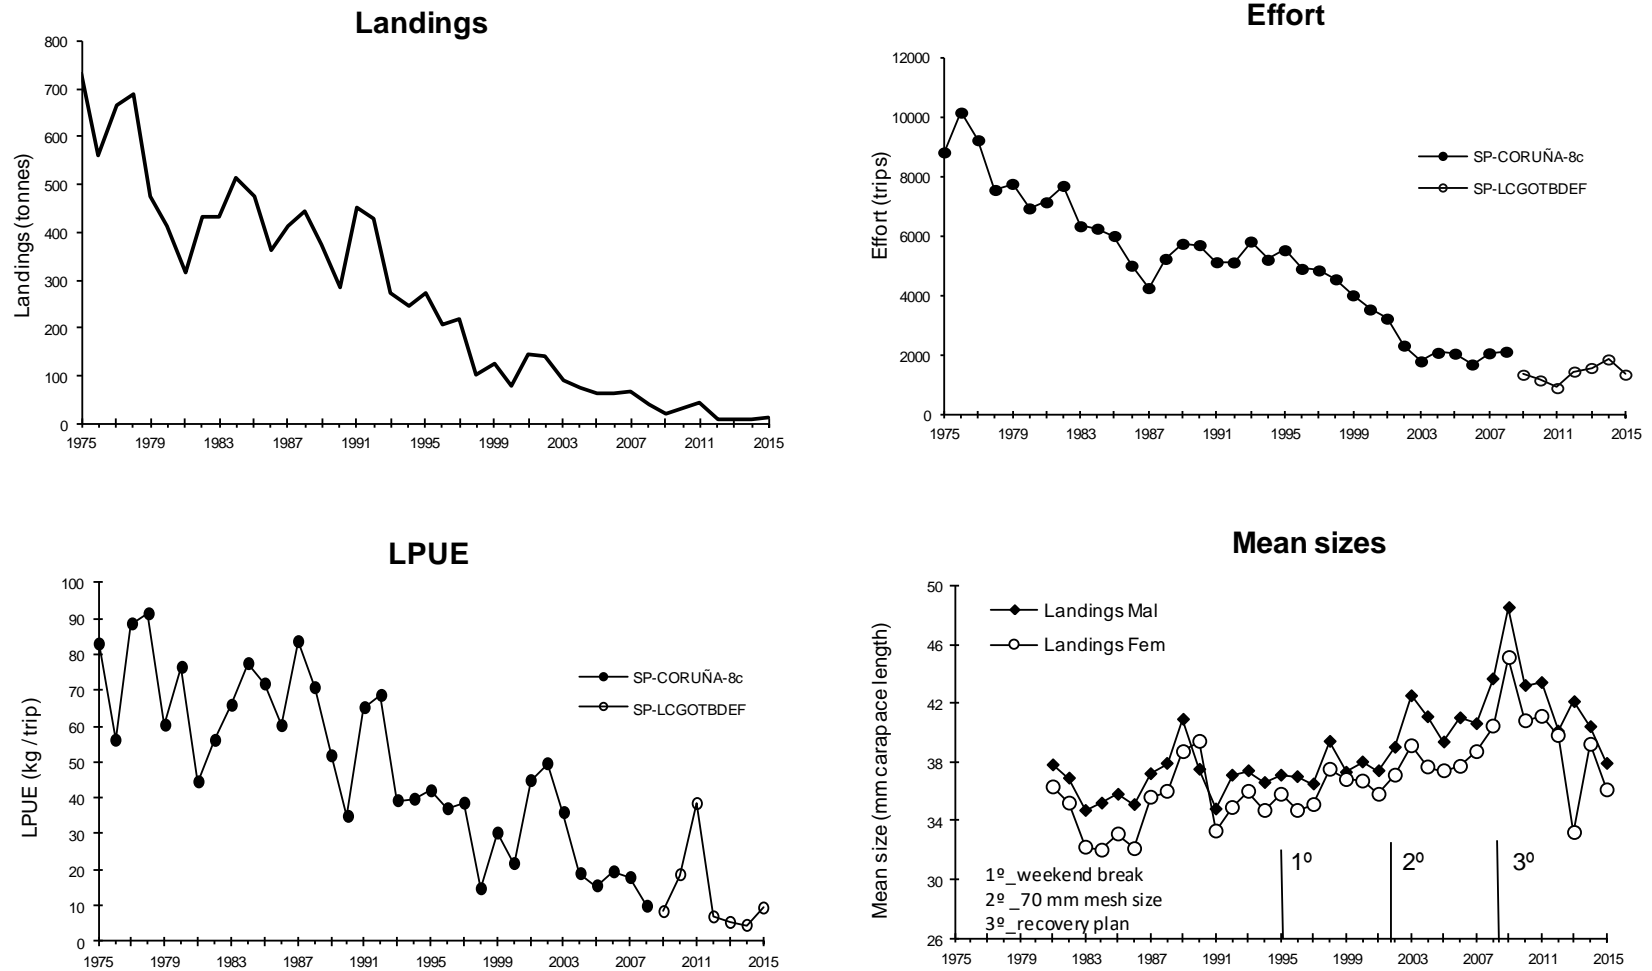 Landings
Landings (tonnes)
800
700
600
500
400
300
200
100
0
1975 1979 1983 1987 1991 1995 1999 2003 2007 2011 2015
Effort
Effort (trips)
12000
10000
8000
6000
4000
2000
0
SP-CORUÑA-8c
SP-LCGOTBDEF
1975 1979 1983 1987 1991 1995 1999 2003 2007 2011 2015
LPUE
LPUE (kg / trip)
100
90
80
70
60
50
40
30
20
10
0
SP-CORUÑA-8c
SP-LCGOTBDEF
1975 1979 1983 1987 1991 1995 1999 2003 2007 2011 2015
Mean sizes
Mean size (mm carap ace length)
50
46
42
38
34
30
26
Landings Mal
Landings Fem
1º 2º 3º
1º_weekend break
2º _70 mm mesh size
3º_recovery plan
1975 1979 1983 1987 1991 1995 1999 2003 2007 2011 2015